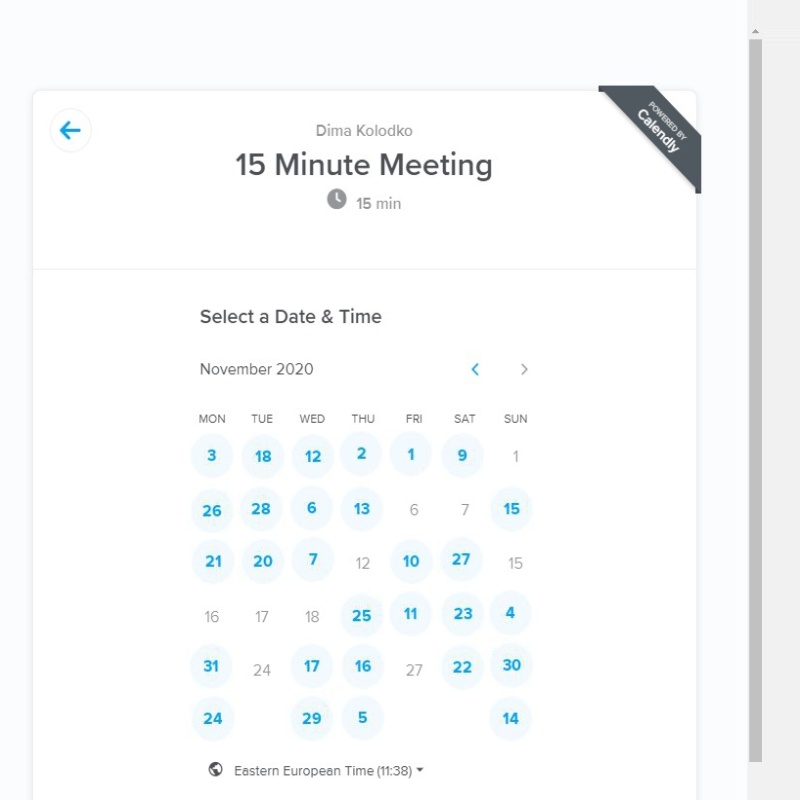 POWERED BY
Calendly
Dima Kolodko
15 Minute Meeting
15 min
Select a Date & Time
November 2020
MON TUE WED THU FRI SAT SUN
3 18 12 2 1 9 1
26 28 6 13 6 7 15
21 20 7 12 10 27 15
16 17 18 25 11 23 4
31 24 17 16 27 22 30
24 29 5 14
Eastern European Time (11:38)